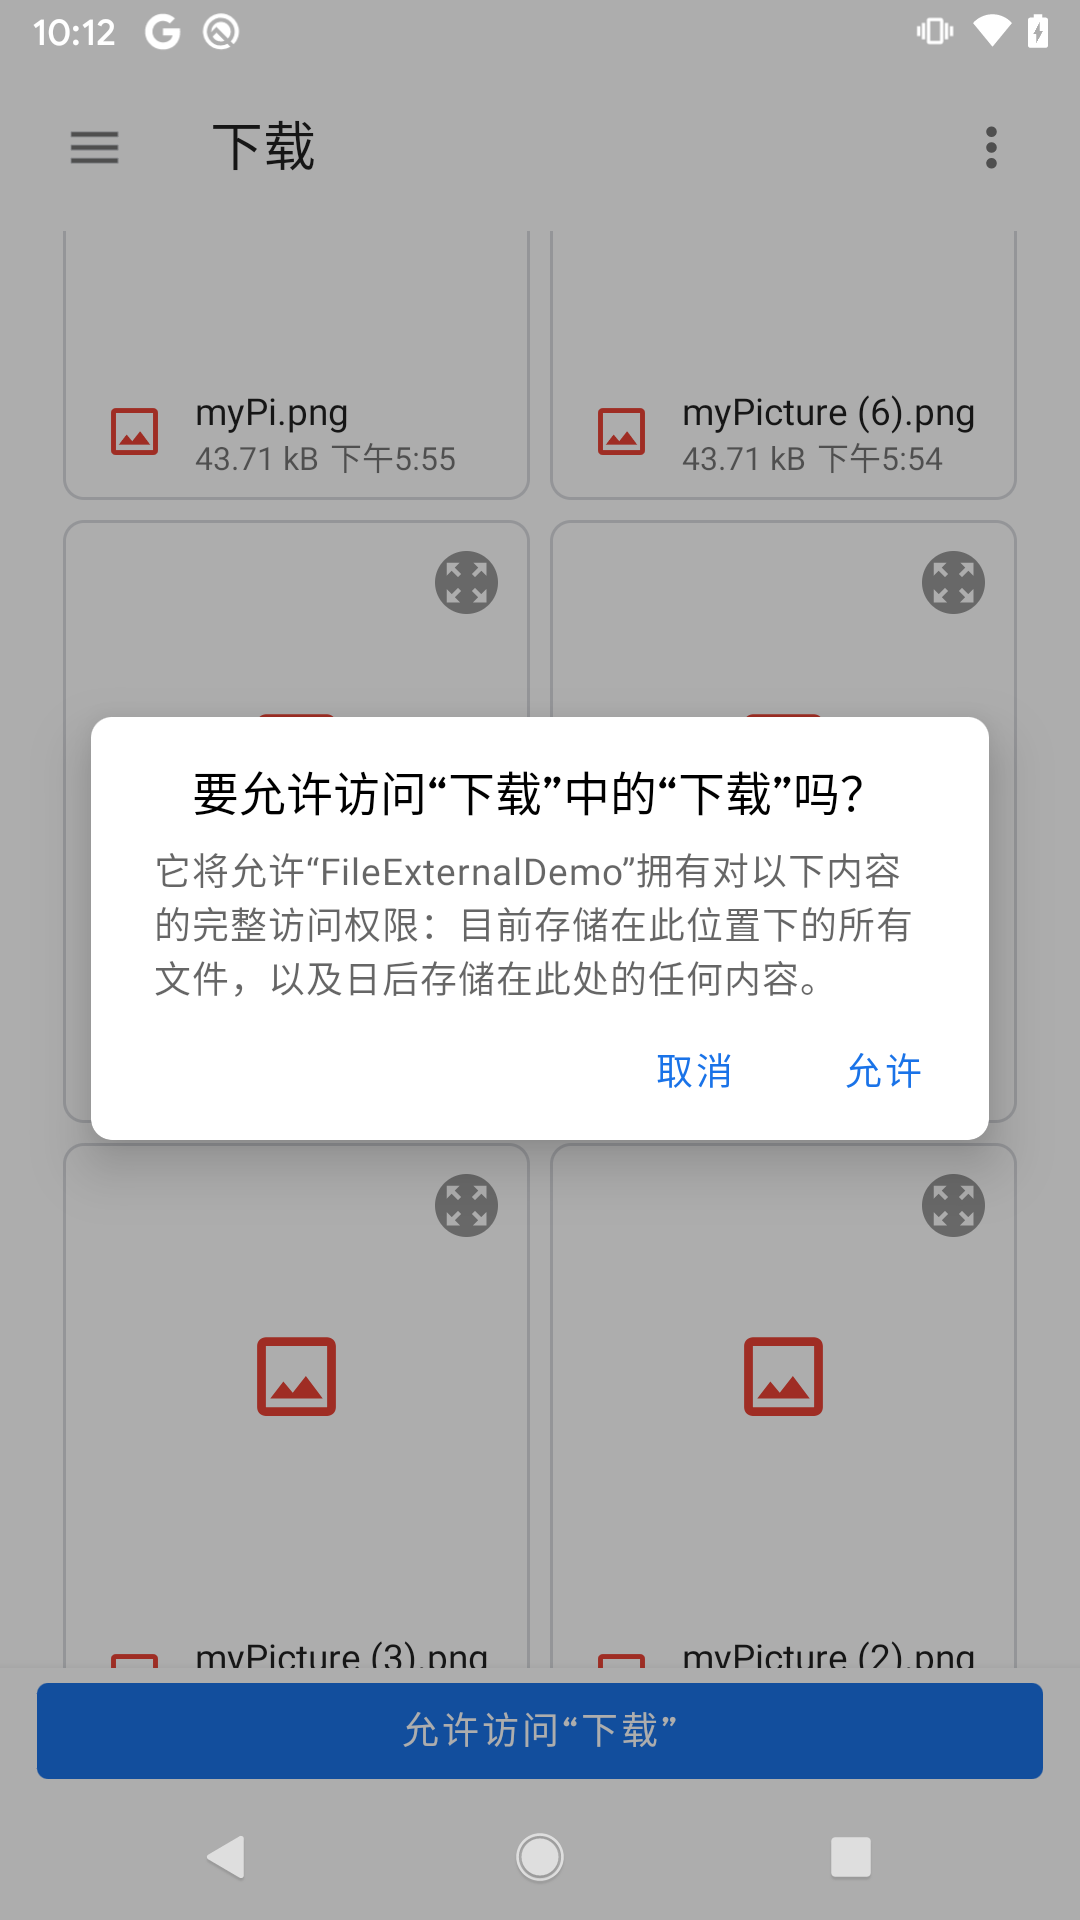 10:12
下载
myPi.png
43.71 kB 下午5:55
myPicture (6).png
43.71 kB 下午5:54
要允许访问“下载”中的“下载”吗？
它将允许“FileExternalDemo”拥有对以下内容
的完整访问权限：目前存储在此位置下的所有
文件，以及日后存储在此处的任何内容。
取消
允许
myPicture (3).png
myPicture (2).png
允许访问“下载”